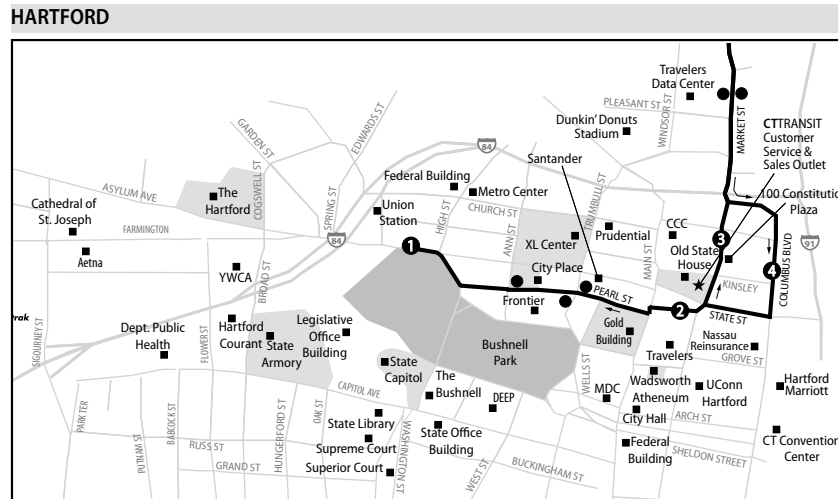 HARTFORD
Travelers
Data Center
PLEASANT ST
WINDSOR ST
MARKET ST
CTTRANSIT
Customer
Service &
Sales Outlet
Dunkin' Donuts
Stadium
EDWARDS ST
GARDEN ST
84
Santander
100 Constitution
Plaza
Federal Building
Metro Center
ASYLUM AVE
The
Hartford
COGSWELL ST
SPRING ST
Union
Station
HIGH ST
CHURCH ST
ANN ST
TRUMBULL ST
Cathedral of
St. Joseph
FARMINGTON
84
1
XL Center
Prudential
MAIN ST
CCC
Old State
House
3
4
COLUMBUS BLVD
91
Aetna
YWCA
BROAD ST
City Place
KINSLEY
PEARL ST
Frontier
2
STATE ST
SIGOURNEY ST
Dept. Public
Health
FLOWER ST
Hartford
Courant
State
Armory
Legislative
Office
Building
Bushnell
Park
Gold
Building
Nassau
Reinsurance
GROVE ST
Travelers
State
Capitol
WELLS ST
CAPITOL AVE
The
Bushnell
DEEP
MDC
Wadsworth
Atheneum
UConn
Hartford
Hartford
Marriott
PARK TER
PUTNAM ST
BABCOCK ST
RUSS ST
HUNGERFORD ST
OAK ST
State Library
WASHINGTON ST
State Office
Building
City Hall
ARCH ST
Supreme Court
GRAND ST
Superior Court
WEST ST
BUCKINGHAM ST
Federal
Building
SHELDON STREET
CT Convention
Center